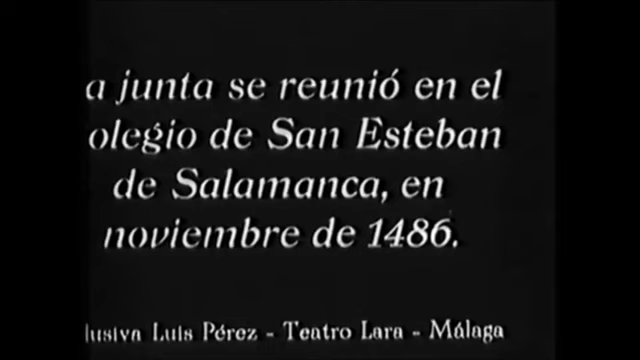 a junta se reunió en el
olegio de San Esteban
de Salamanca, en
noviembre de 1486.
lusiva Luis Pérez - Teatro Lara - Málaga